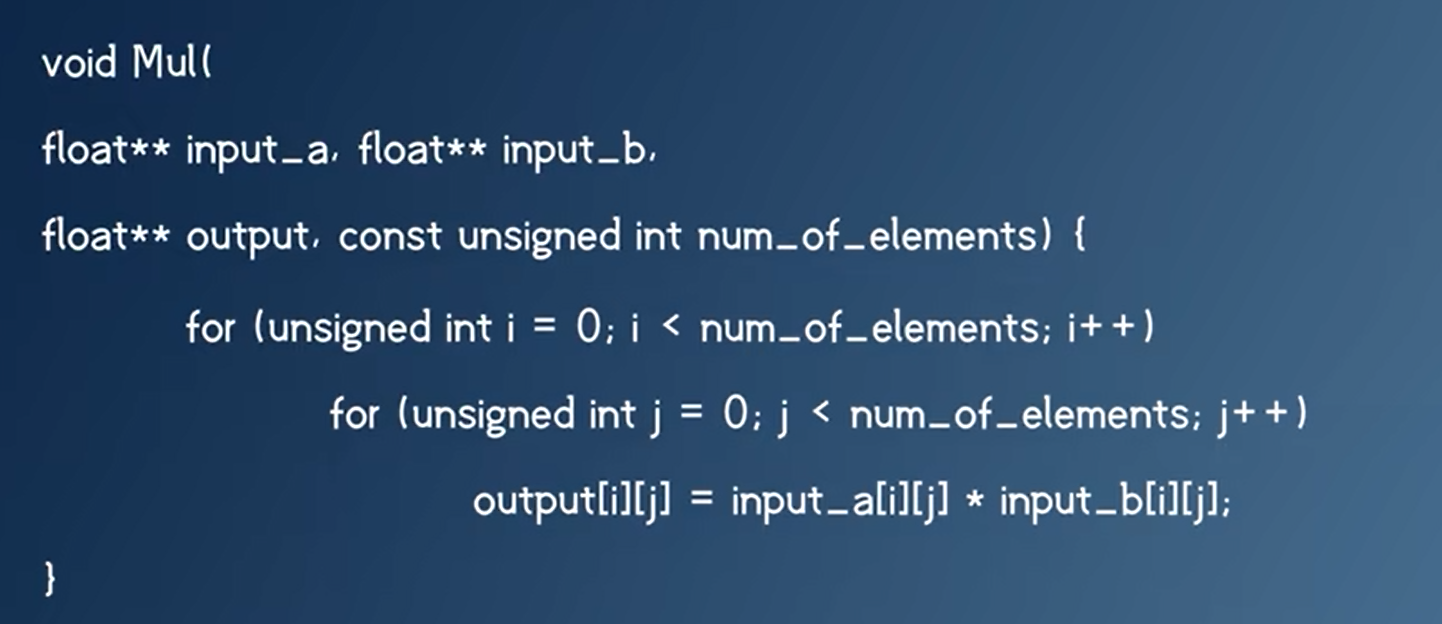 void Mul(
float** input_a, float** input_b,
float** output, const unsigned int num_of_elements) {
for (unsigned int i = 0; i < num_of_elements; i++)
for (unsigned int j = 0; j < num_of_elements; j++)
output[i][j] = input_a[i][j] * input_b[i][j];
}